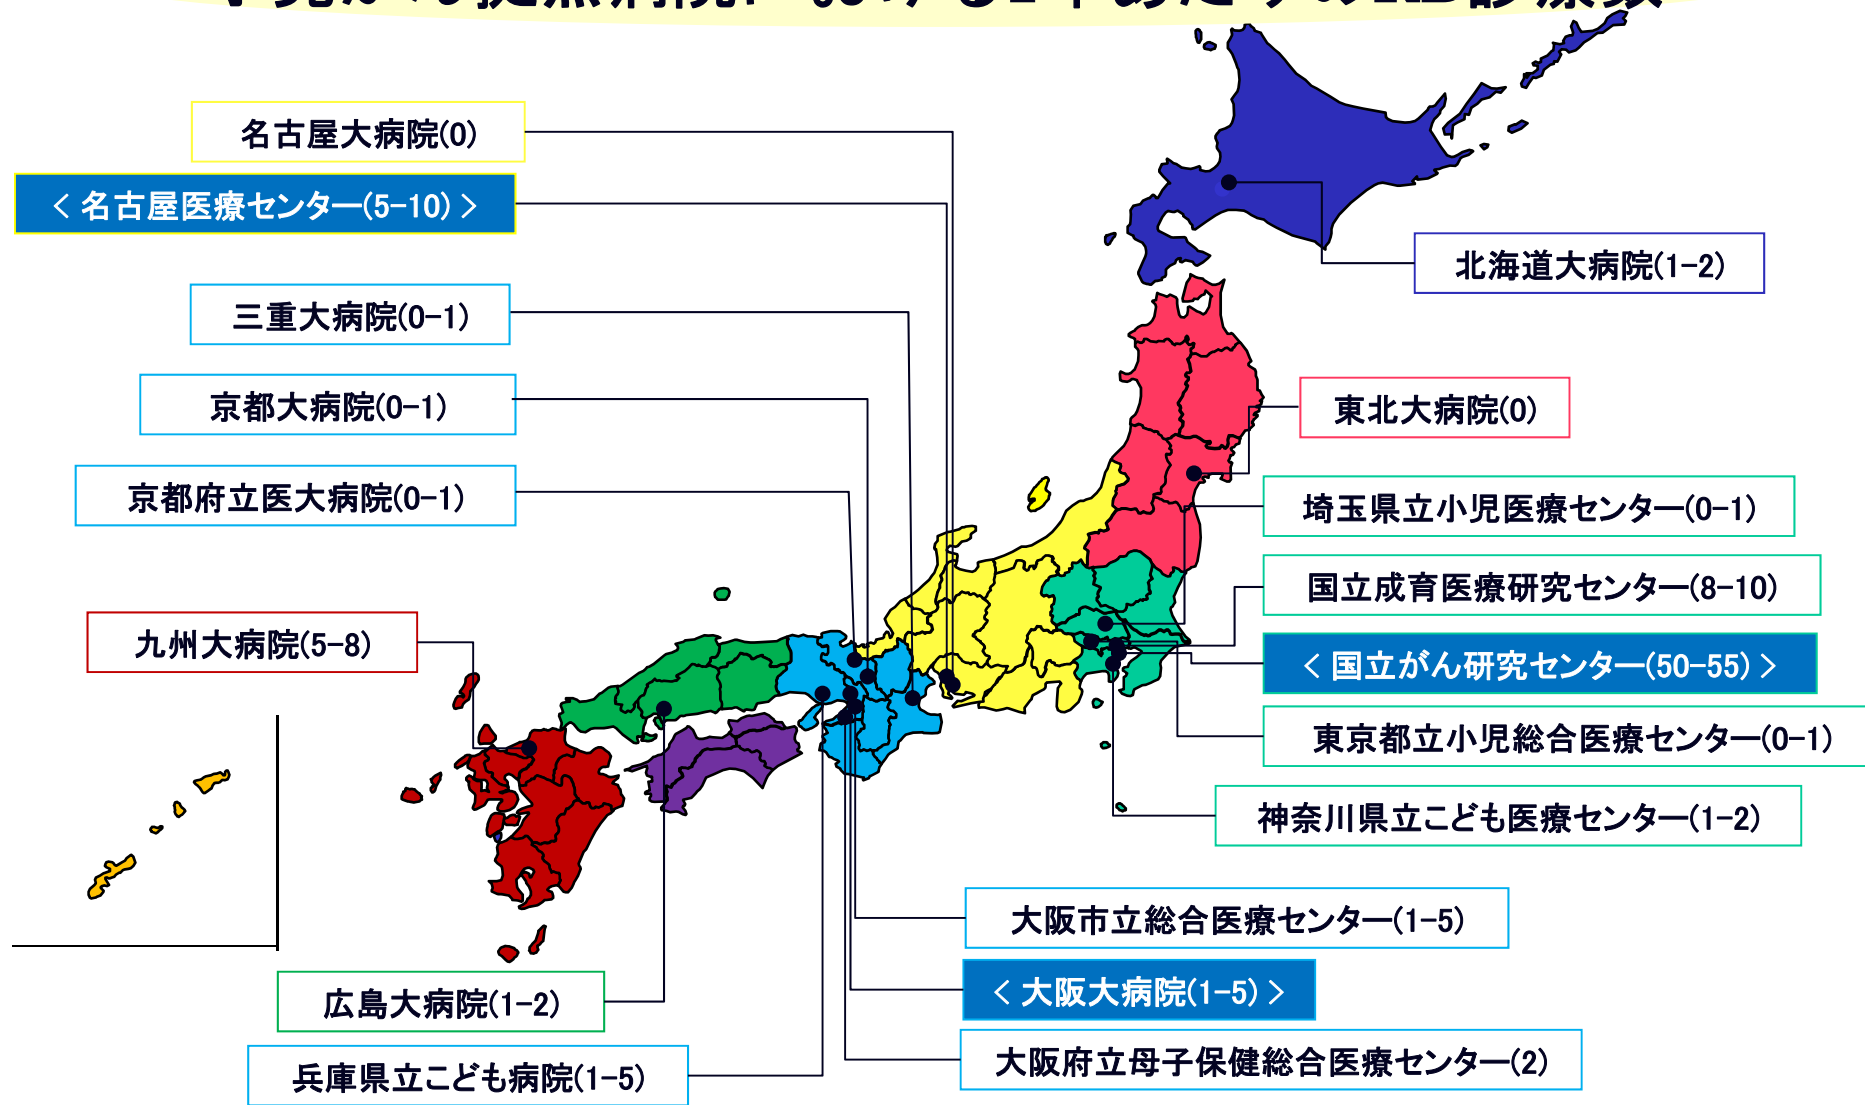 名古屋大病院(0)
< 名古屋医療センター(5-10) >
三重大病院(0-1)
京都大病院(0-1)
京都府立医大病院(0-1)
九州大病院(5-8)
広島大病院(1-2)
兵庫県立こども病院(1-5)
北海道大病院(1-2)
東北大病院(0)
埼玉県立小児医療センター(0-1)
国立成育医療研究センター(8-10)
< 国立がん研究センター(50-55) >
東京都立小児総合医療センター(0-1)
神奈川県立こども医療センター(1-2)
大阪市立総合医療センター(1-5)
< 大阪大病院(1-5) >
大阪府立母子保健総合医療センター(2)